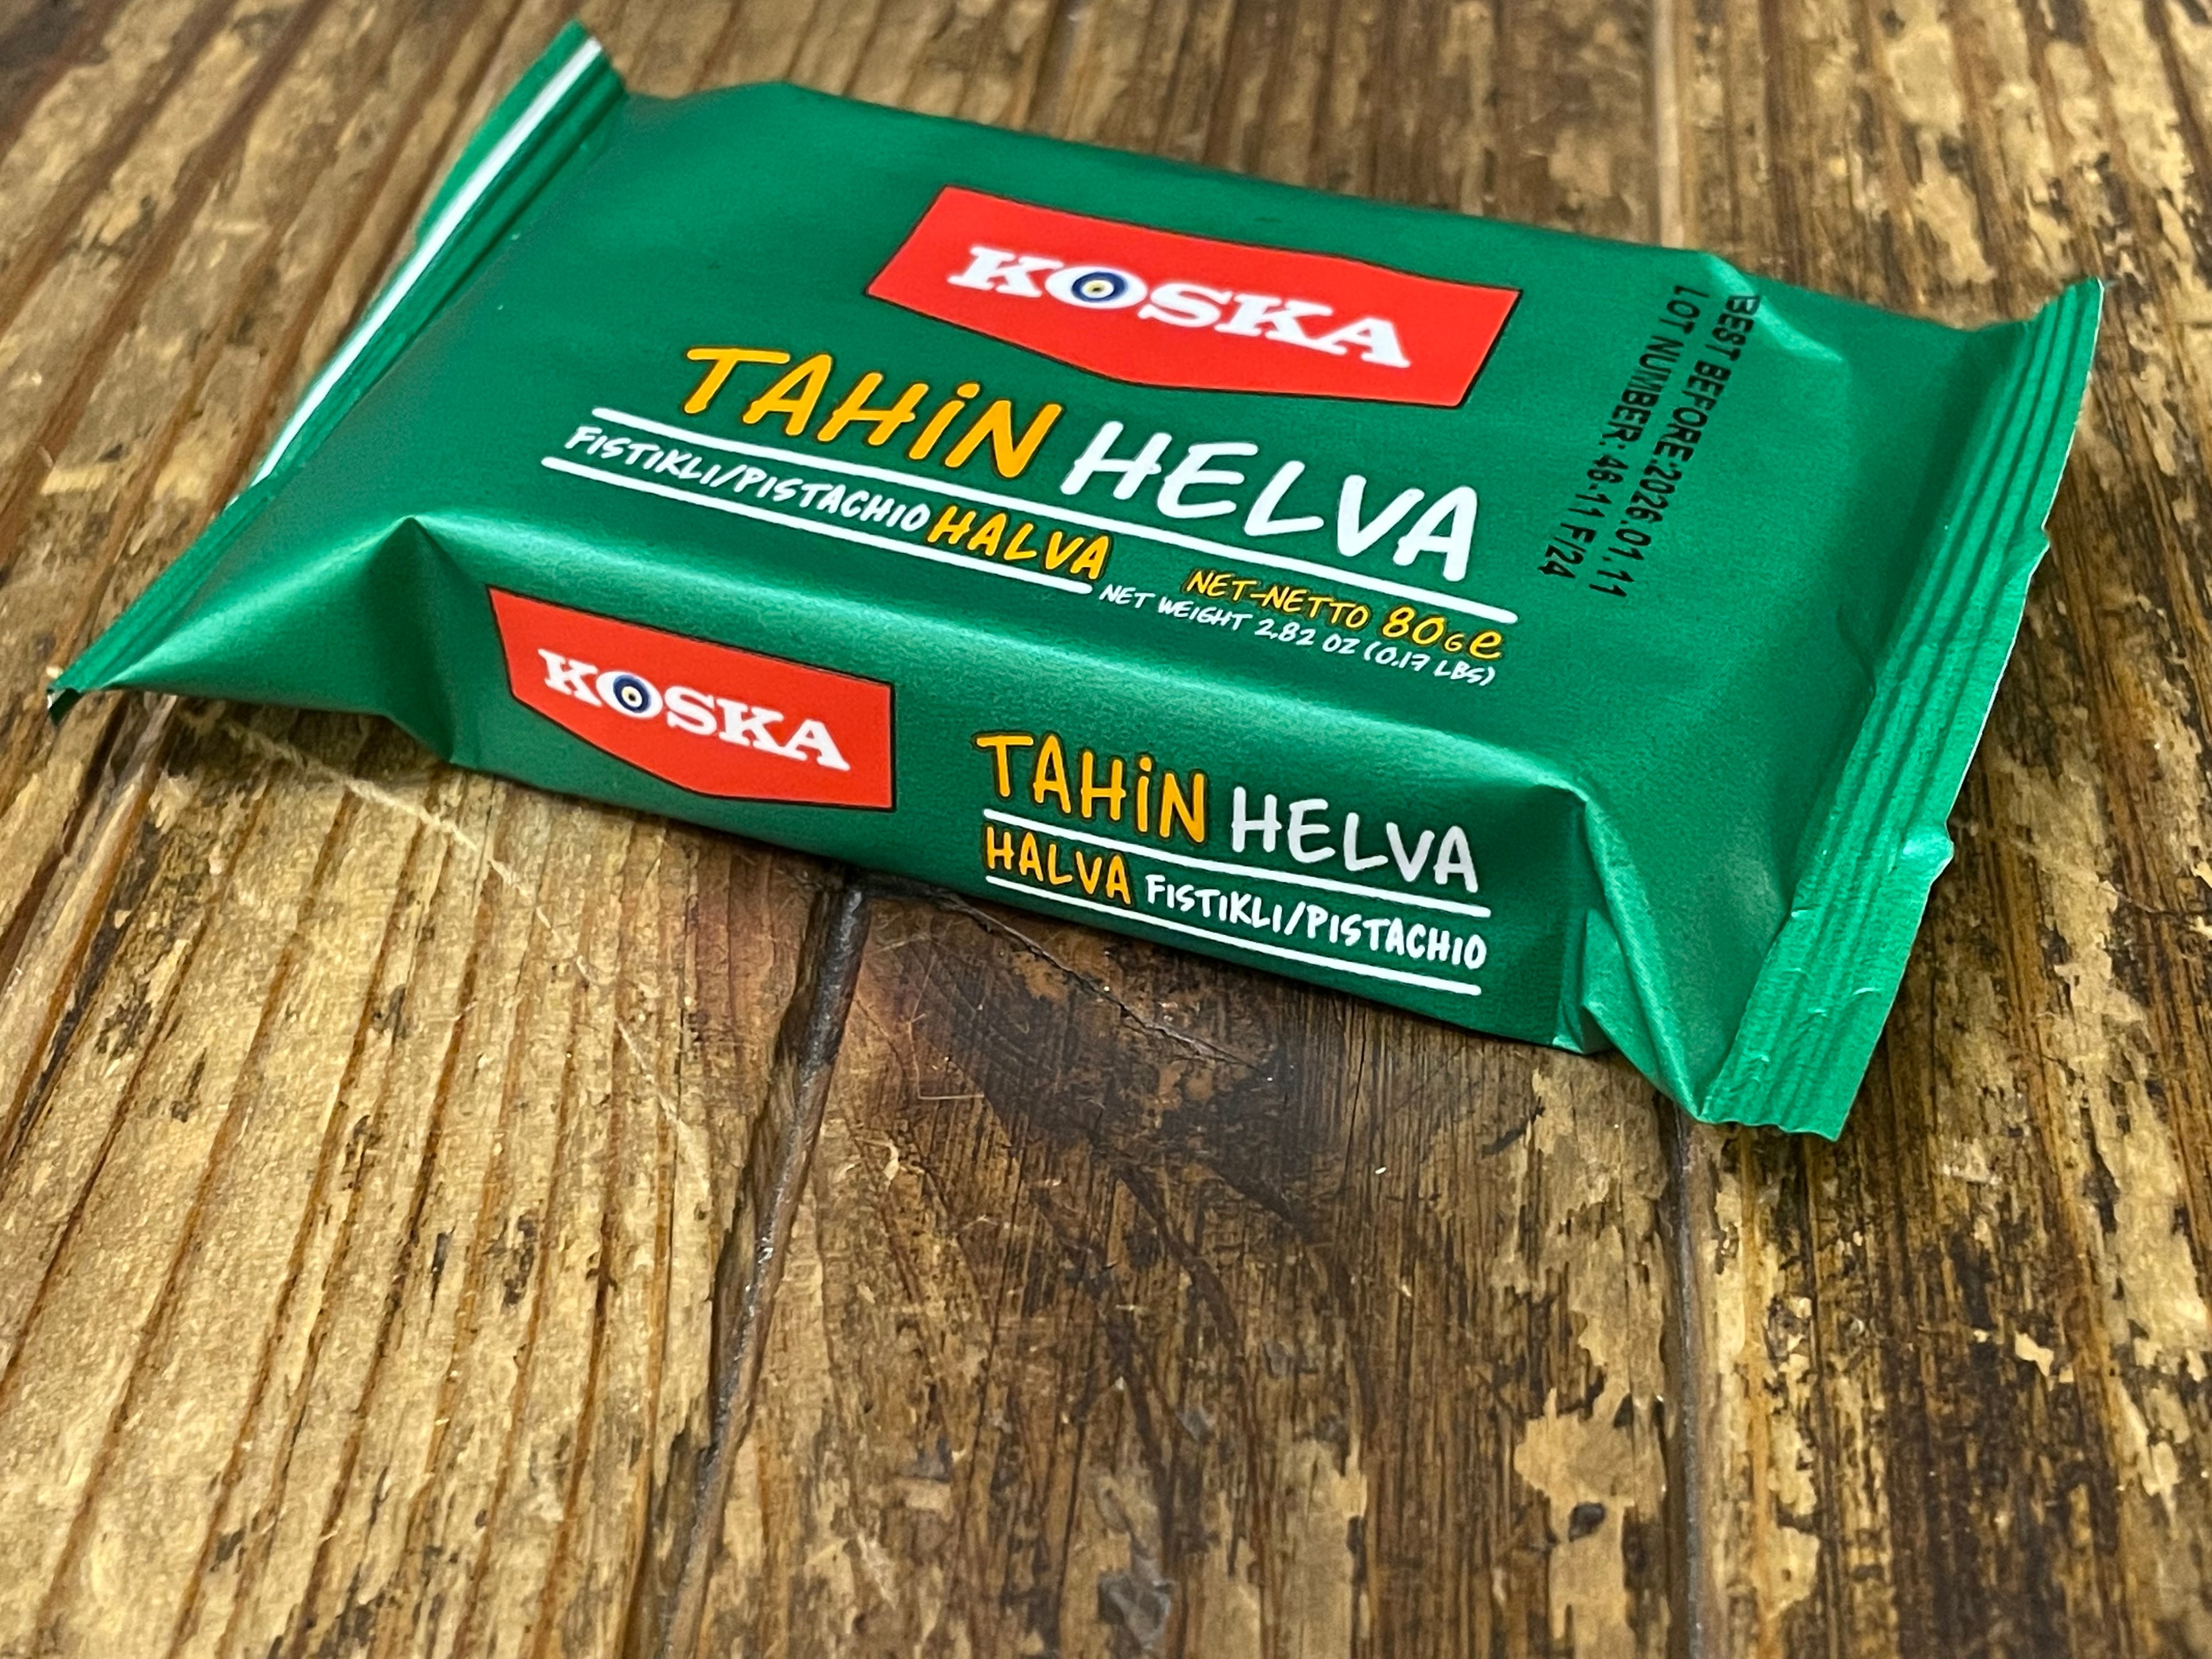 KOSKA
TAHİN HELVA
FISTIKLI/PISTACHIO HALVA
NET-NETTO 80G e
NET WEIGHT 2,82 OZ (0.17 LBS)
BEST BEFORE:2026.01.11
LOT NUMBER: 46-11 F/24
KOSKA
TAHİN HELVA
HALVA FISTIKLI/PISTACHIO